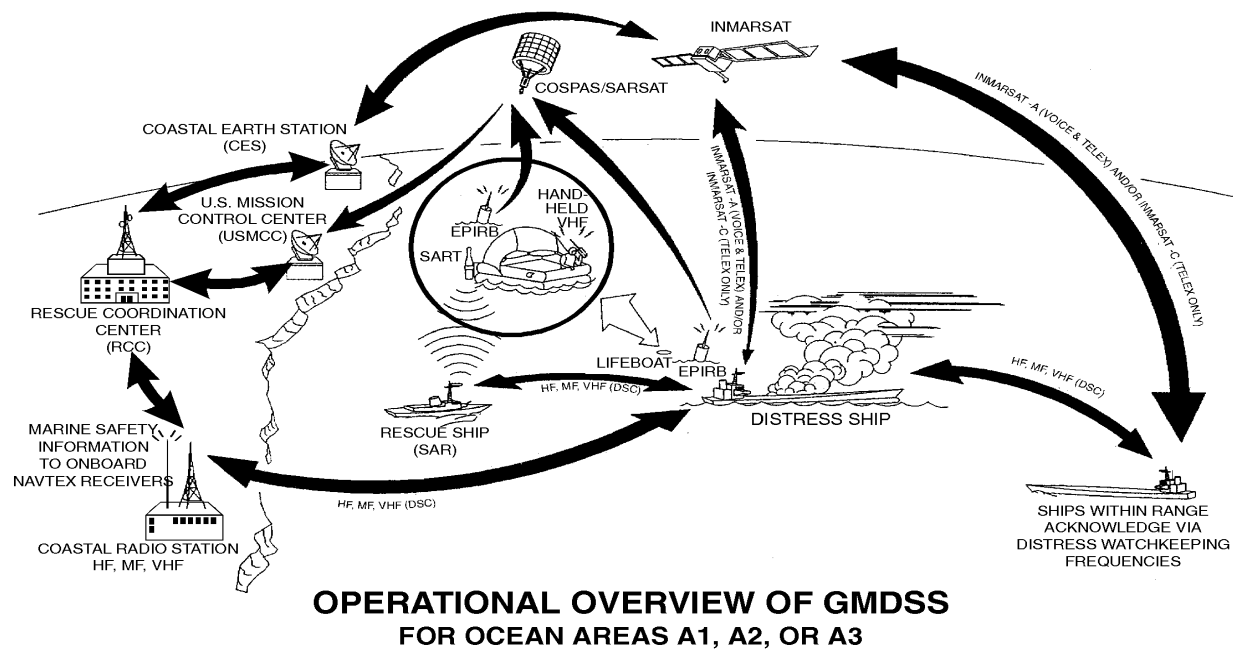 INMARSAT
COSPAS/SARSAT
COASTAL EARTH STATION
(CES)
INMARSAT -A (VOICE & TELEX) AND/OR INMARSAT -C (TELEX ONLY)
U.S. MISSION
CONTROL CENTER
(USMCC)
HAND-
HELD
VHF
EPIRB
SART
INMARSAT -A (VOICE & TELEX) AND/OR
INMARSAT -C (TELEX ONLY)
RESCUE COORDINATION
CENTER
(RCC)
LIFEBOAT
EPIRB
HF, MF, VHF (DSC)
HF, MF, VHF (DSC)
DISTRESS SHIP
RESCUE SHIP
(SAR)
MARINE SAFETY
INFORMATION
TO ONBOARD
NAVTEX RECEIVERS
HF, MF, VHF (DSC)
SHIPS WITHIN RANGE
ACKNOWLEDGE VIA
DISTRESS WATCHKEEPING
FREQUENCIES
COASTAL RADIO STATION
HF, MF, VHF
OPERATIONAL OVERVIEW OF GMDSS
FOR OCEAN AREAS A1, A2, OR A3